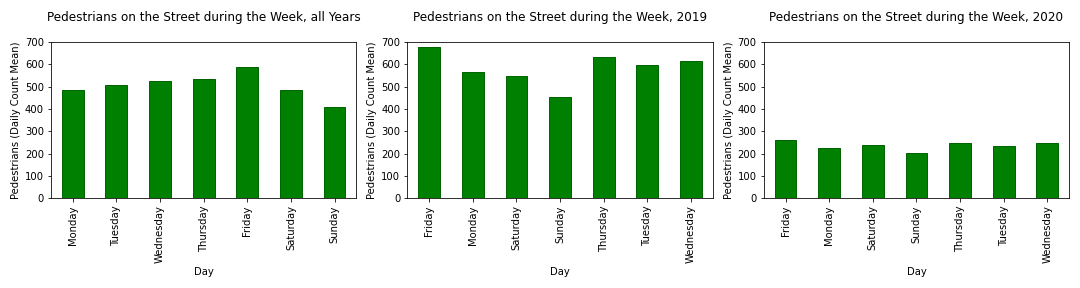 Pedestrians on the Street during the Week, all Years
Pedestrians (Daily Count Mean)
700
600
500
400
300
200
100
0
Monday
Tuesday
Wednesday
Thursday
Friday
Saturday
Sunday
Day
Pedestrians on the Street during the Week, 2019
Pedestrians (Daily Count Mean)
700
600
500
400
300
200
100
0
Friday
Monday
Saturday
Sunday
Thursday
Tuesday
Wednesday
Day
Pedestrians on the Street during the Week, 2020
Pedestrians (Daily Count Mean)
700
600
500
400
300
200
100
0
Friday
Monday
Saturday
Sunday
Thursday
Tuesday
Wednesday
Day